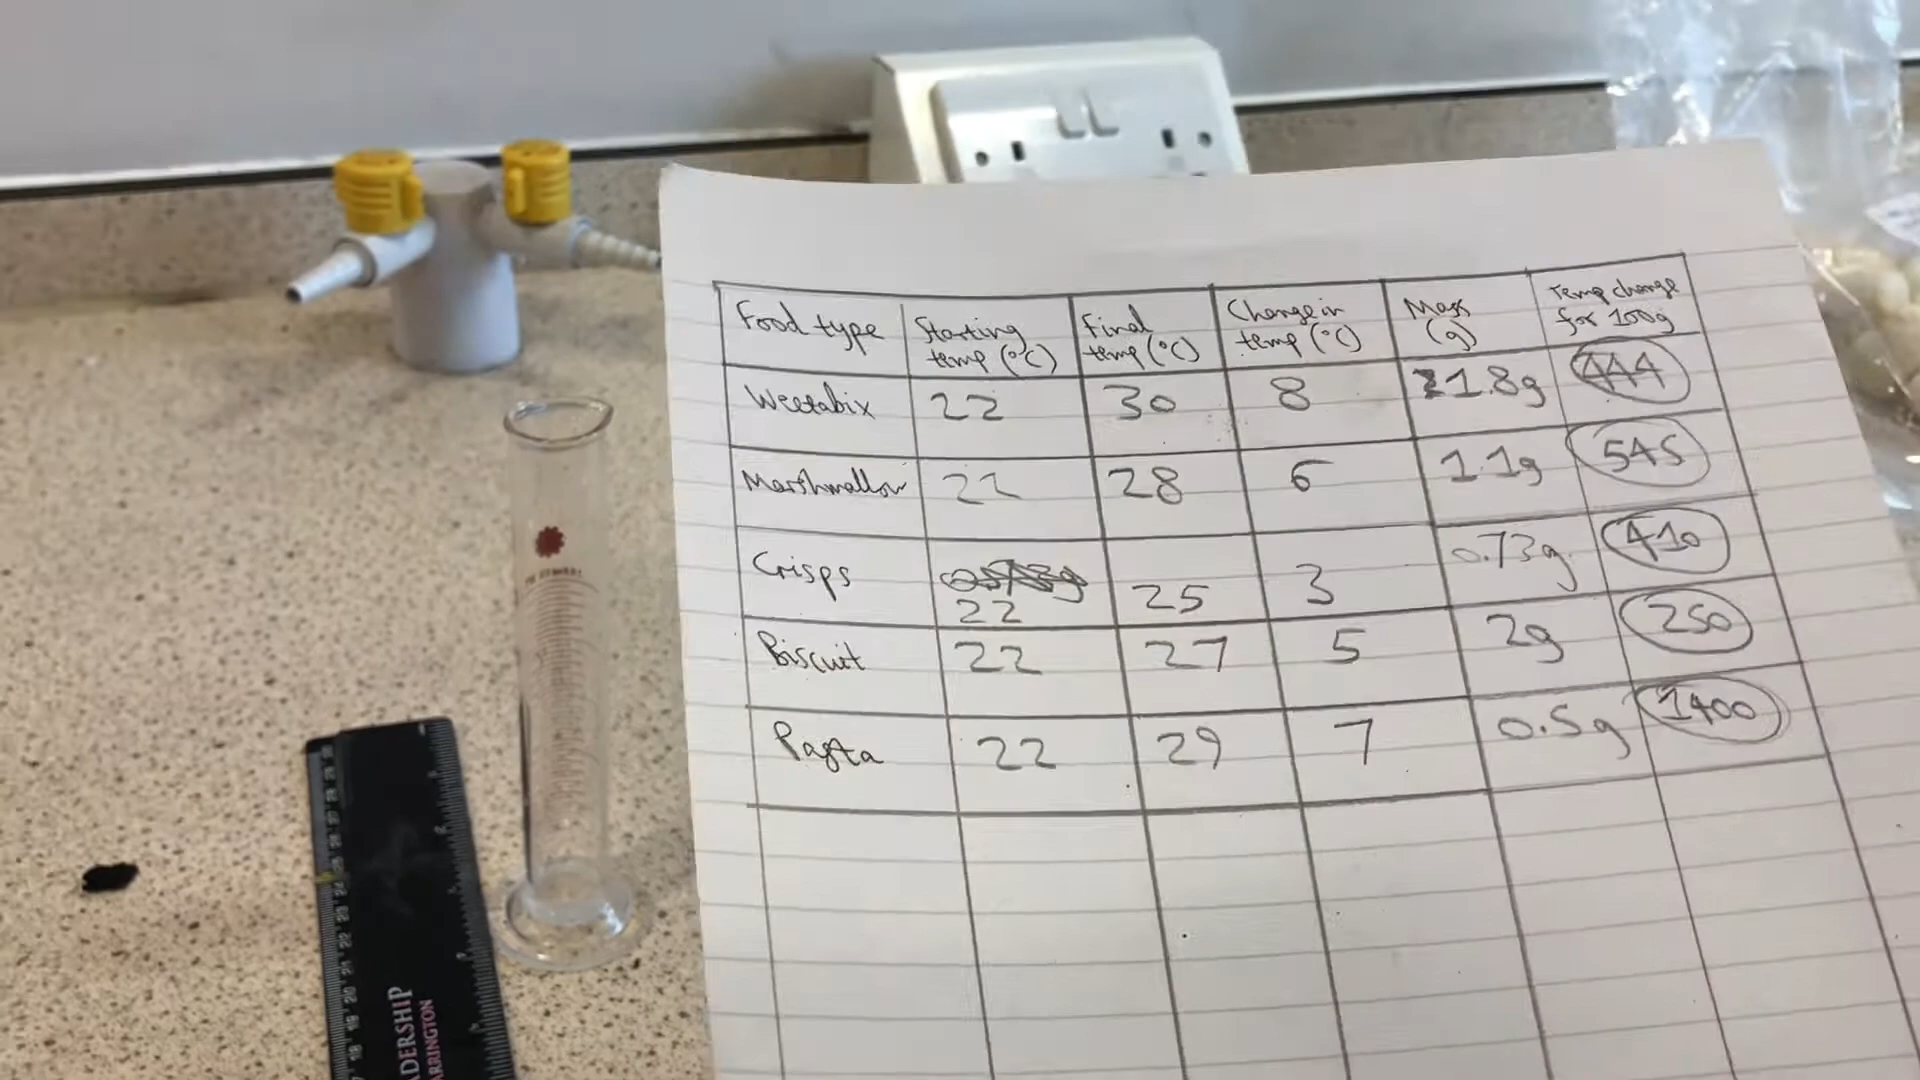 Food type
Starting
temp (°C)
Final
temp (°C)
Change in
temp (°C)
Mass
(g)
Temp change
for 100g
Weetabix 22 30 8 1.8g 444
Marshmallow 22 28 6 1.1g 545
Crisps 22 25 3 0.73g 410
Biscuit 22 27 5 2g 250
Pasta 22 29 7 0.5g 1400
ADERSHIP
ARRINGTON